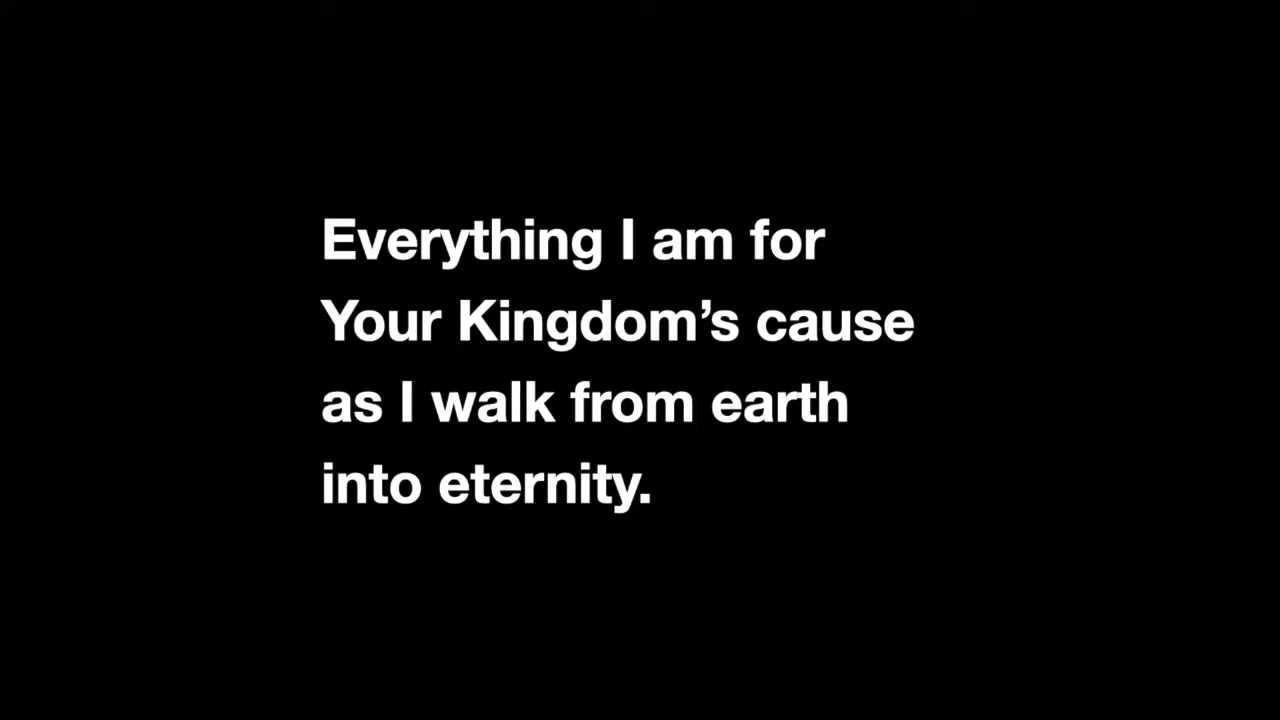 Everything I am for
Your Kingdom’s cause
as I walk from earth
into eternity.